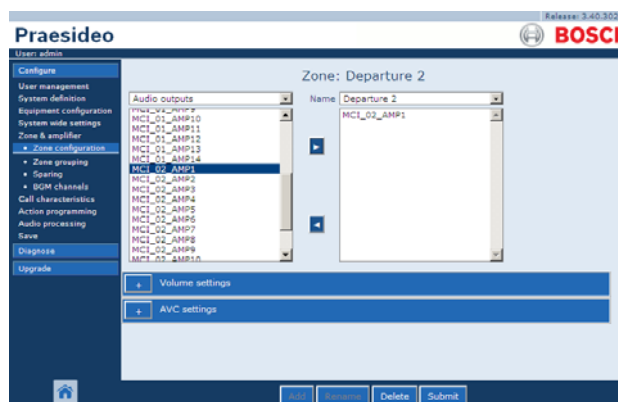 Release: 3.40.302
Praesideo
BOSCH
User: admin
Configure
User management
System definition
Equipment configuration
System wide settings
Zone & amplifier
Zone configuration
Zone grouping
Sparing
BGM channels
Call characteristics
Action programming
Audio processing
Save
Diagnose
Upgrade
Zone: Departure 2
Audio outputs
MCI_01_AMP9
MCI_01_AMP10
MCI_01_AMP11
MCI_01_AMP12
MCI_01_AMP13
MCI_01_AMP14
MCI_02_AMP1
MCI_02_AMP2
MCI_02_AMP3
MCI_02_AMP4
MCI_02_AMP5
MCI_02_AMP6
MCI_02_AMP7
MCI_02_AMP8
MCI_02_AMP9
MCI_02_AMP10
Name Departure 2
MCI_02_AMP1
+ Volume settings
+ AVC settings
Add Rename Delete Submit